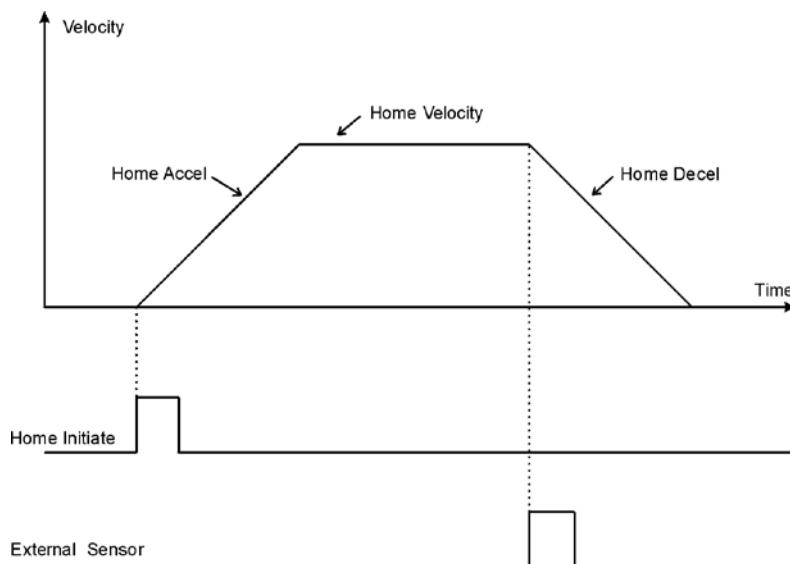 Velocity
Home Velocity
Home Accel
Home Decel
Time
Home Initiate
External Sensor